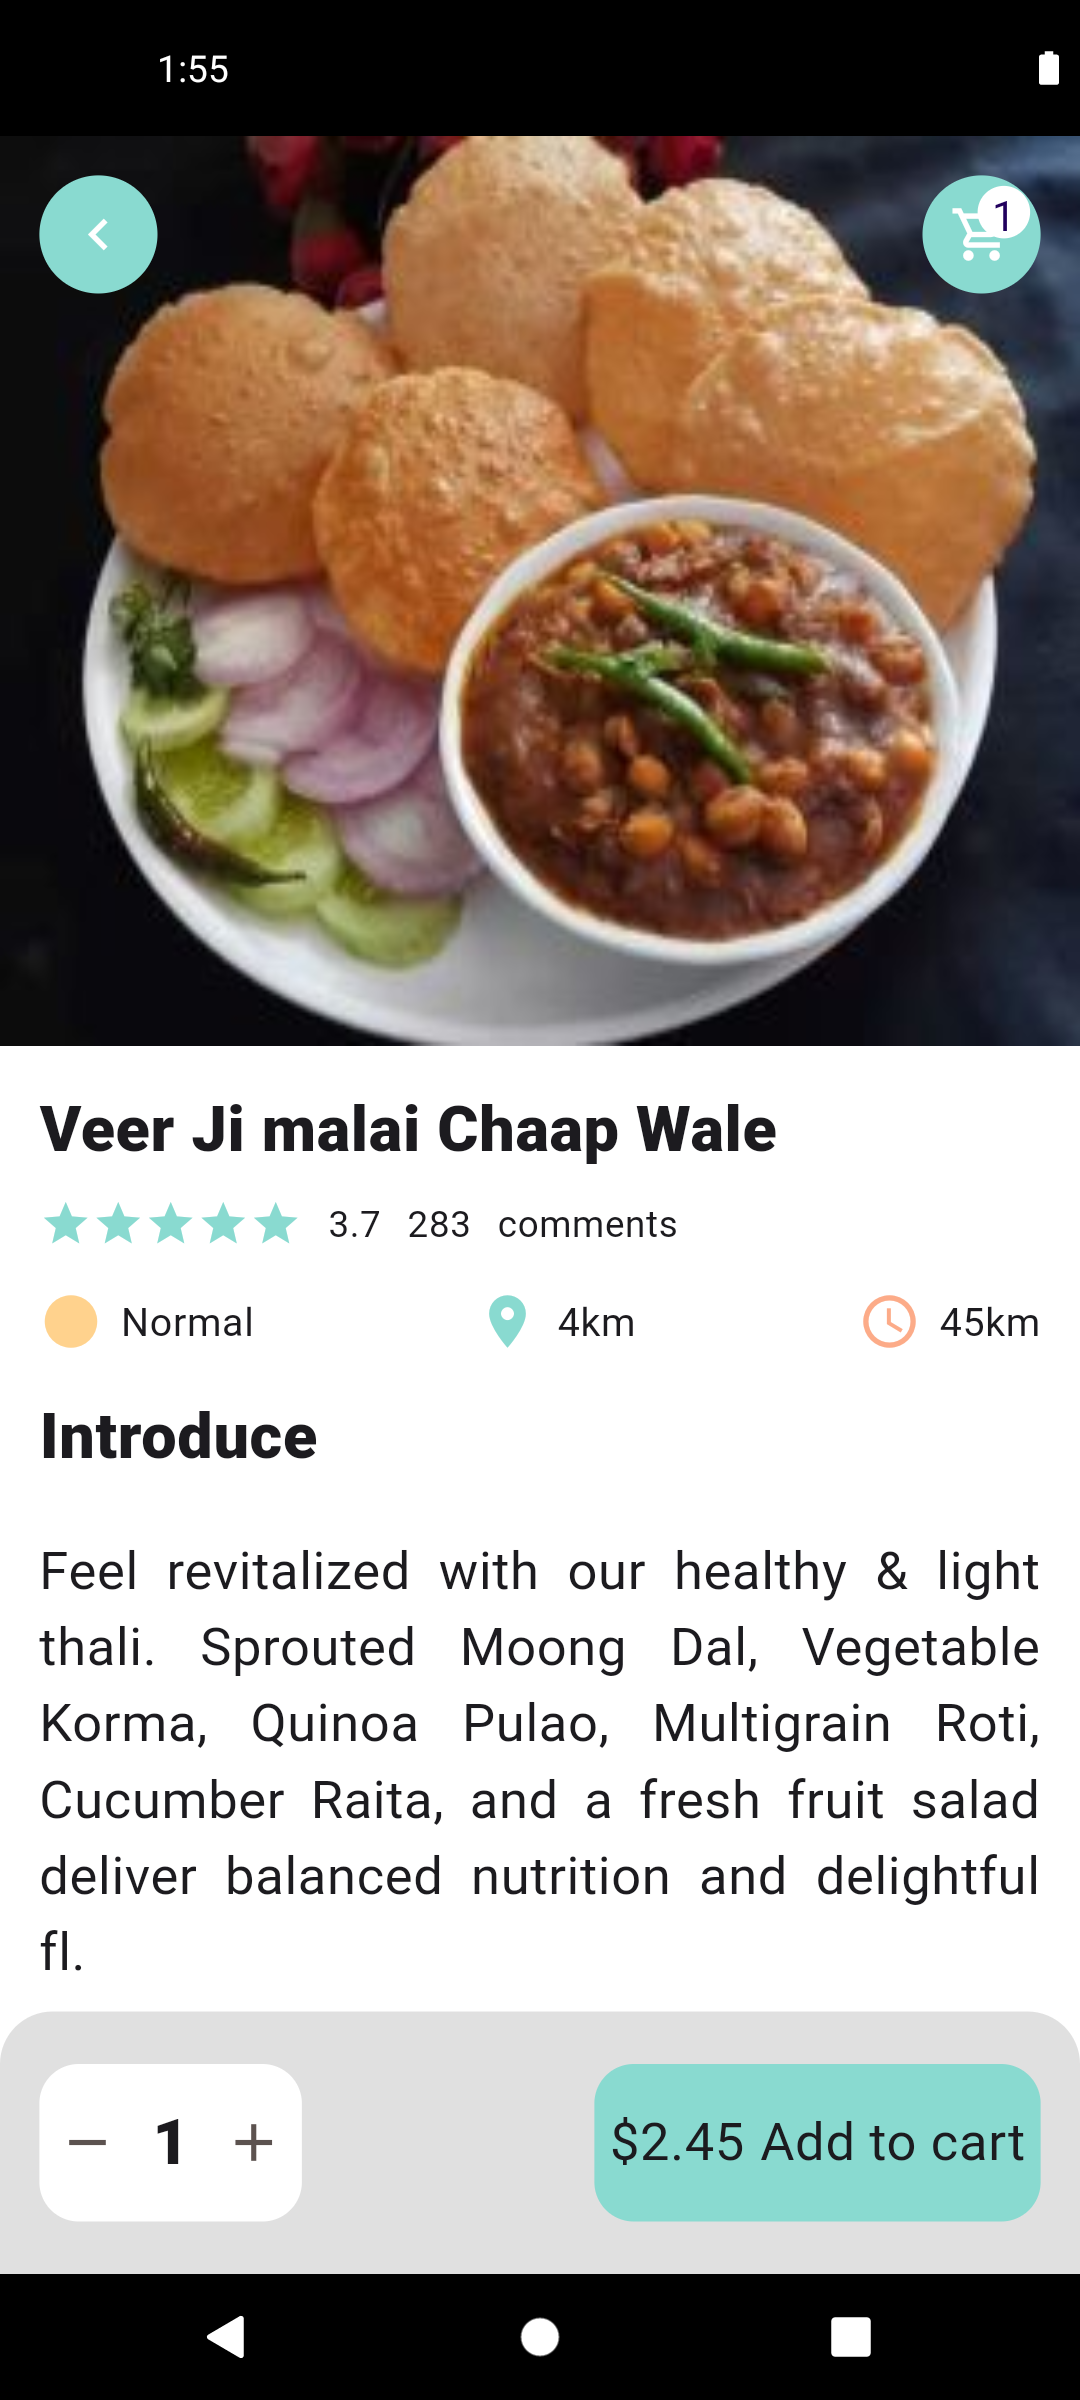 1:55
1
Veer Ji malai Chaap Wale
3.7 283 comments
Normal 4km 45km
Introduce
Feel revitalized with our healthy & light
thali. Sprouted Moong Dal, Vegetable
Korma, Quinoa Pulao, Multigrain Roti,
Cucumber Raita, and a fresh fruit salad
deliver balanced nutrition and delightful
fl.
1 $2.45 Add to cart